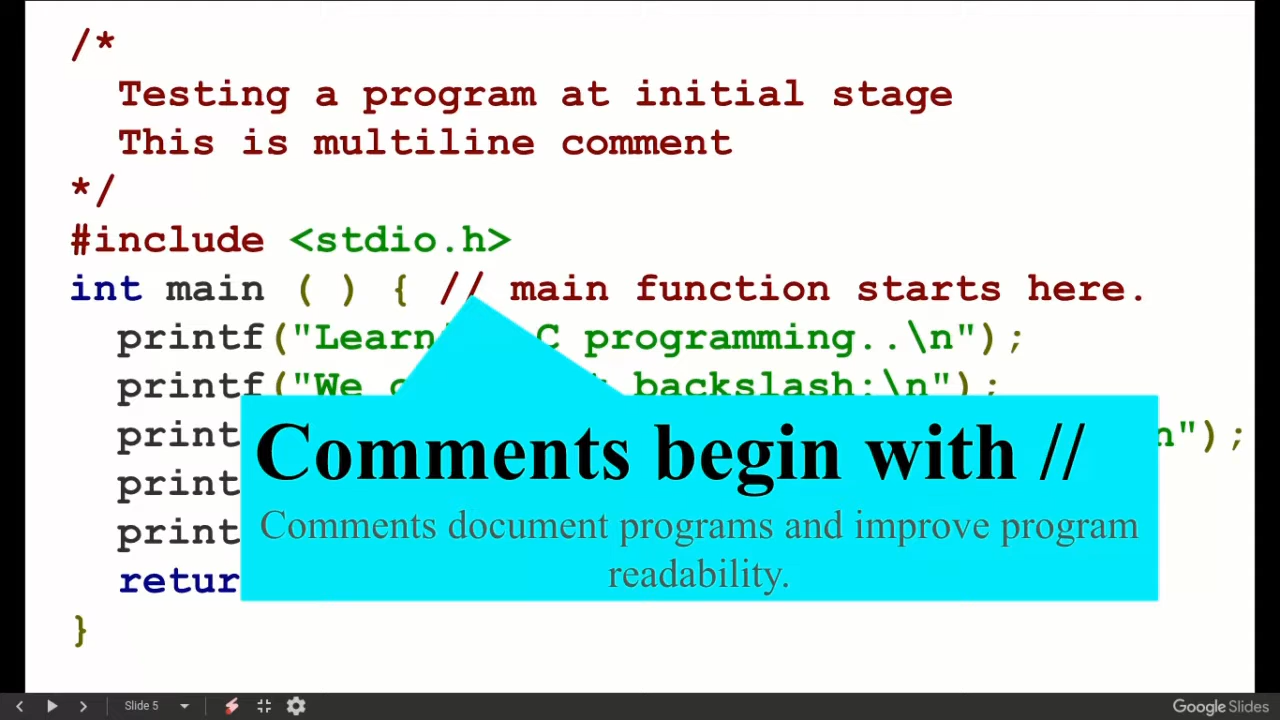 /*
Testing a program at initial stage
This is multiline comment
*/
#include <stdio.h>
int main ( ) { // main function starts here.
printf("Learn C programming..\n");
printf("We backslash:\n");
print n");
print
print
retur
}
Comments begin with //
Comments document programs and improve program
readability.
Slide 5
Google Slides